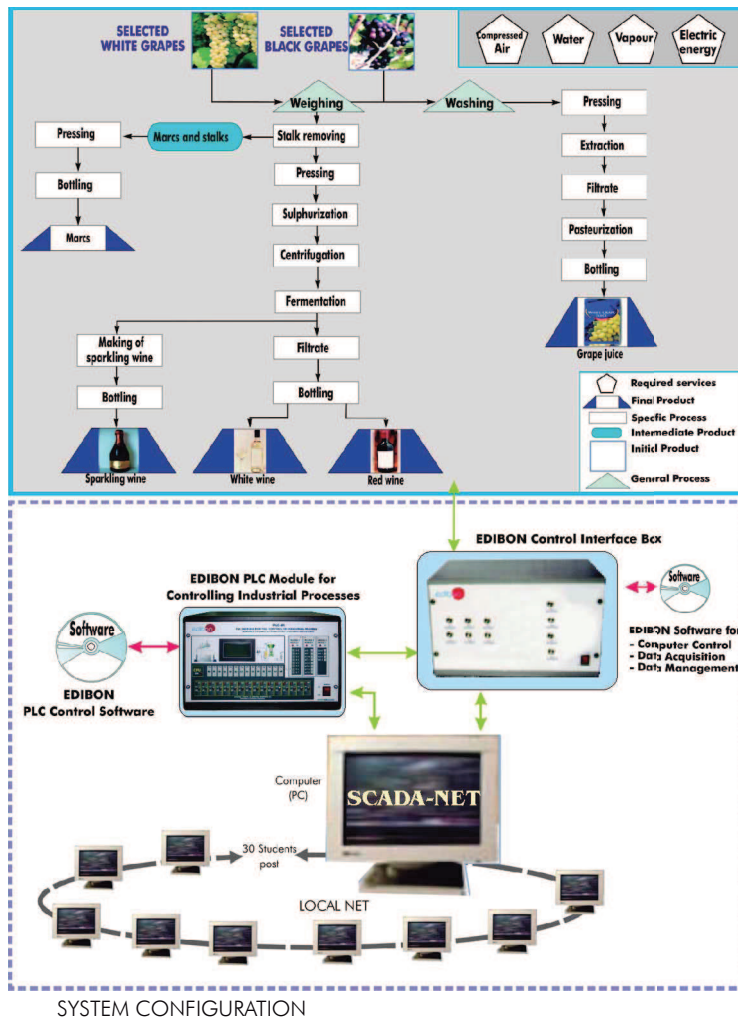 SELECTED
WHITE GRAPES
SELECTED
BLACK GRAPES
Compressed
Air
Water
Vapour
Electric
energy
Weighing
Washing
Pressing
Marcs and stalks
Stalk removing
Pressing
Extraction
Bottling
Pressing
Filtrate
Marcs
Sulphurization
Pasteurization
Centrifugation
Bottling
Fermentation
Grape juice
Making of
sparkling wine
Filtrate
Bottling
Bottling
Sparkling wine
White wine
Red wine
Required services
Final Product
Specfic Process
Intermediate Product
Initial Product
General Process
EDIBON Control Interface Box
EDIBON PLC Module for
Controlling Industrial Processes
Software
EDIBON
PLC Control Software
Software
EDIBON Software for
- Computer Control
- Data Acquisition
- Data Management
Computer
(PC)
SCADA-NET
30 Students
post
LOCAL NET
SYSTEM CONFIGURATION